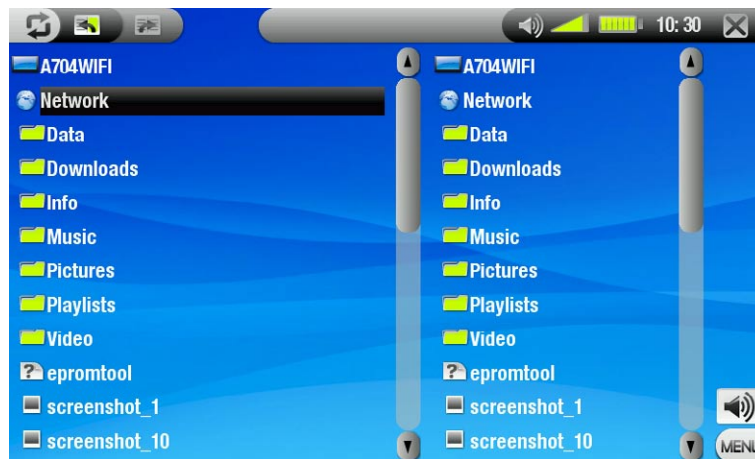 10:30
A704WIFI
Network
Data
Downloads
Info
Music
Pictures
Playlists
Video
epromtool
screenshot_1
screenshot_10
A704WIFI
Network
Data
Downloads
Info
Music
Pictures
Playlists
Video
epromtool
screenshot_1
screenshot_10
MENU